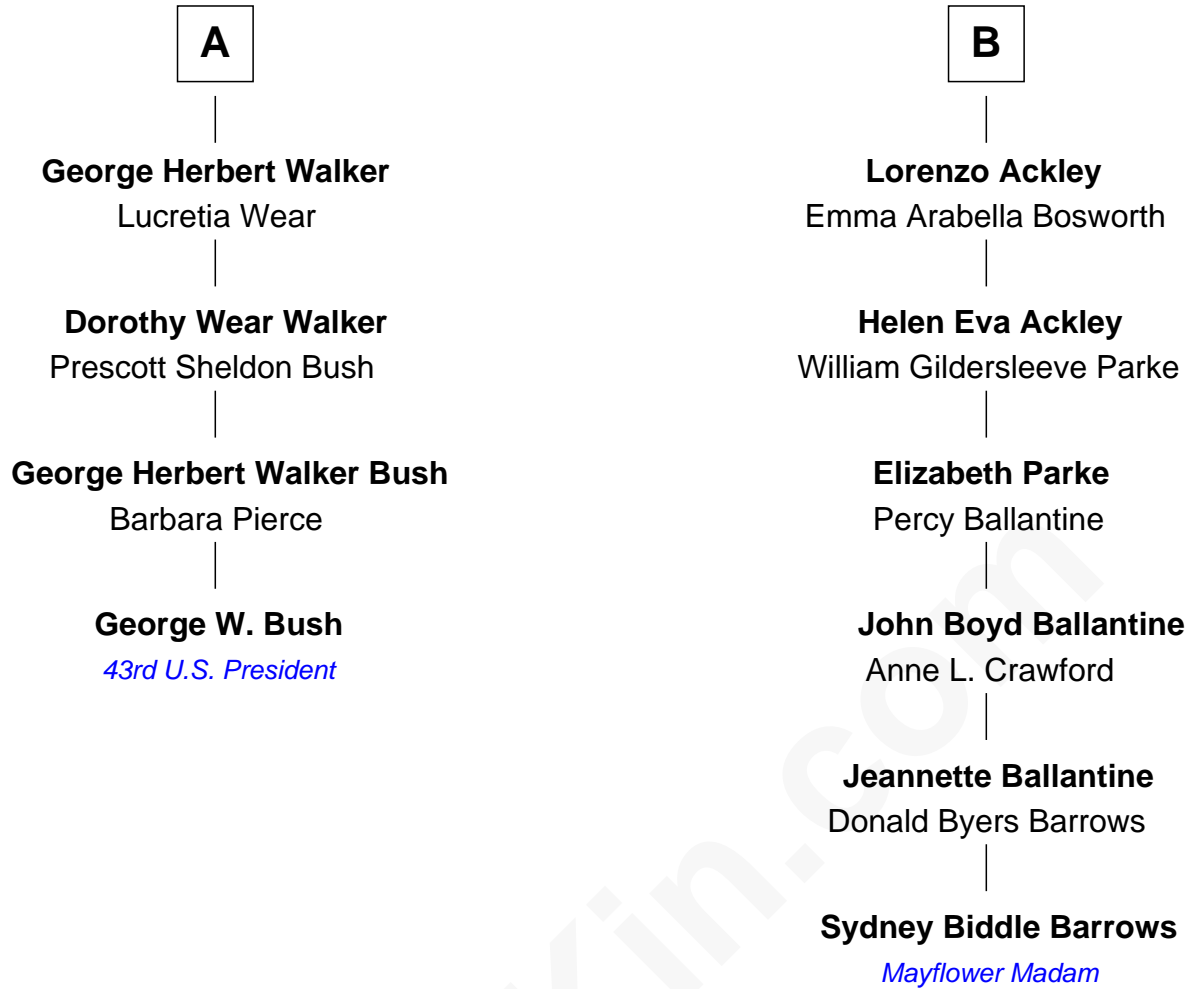 A
George Herbert Walker
Lucretia Wear
Dorothy Wear Walker
Prescott Sheldon Bush
George Herbert Walker Bush
Barbara Pierce
George W. Bush
43rd U.S. President
B
Lorenzo Ackley
Emma Arabella Bosworth
Helen Eva Ackley
William Gildersleeve Parke
Elizabeth Parke
Percy Ballantine
John Boyd Ballantine
Anne L. Crawford
Jeannette Ballantine
Donald Byers Barrows
Sydney Biddle Barrows
Mayflower Madam